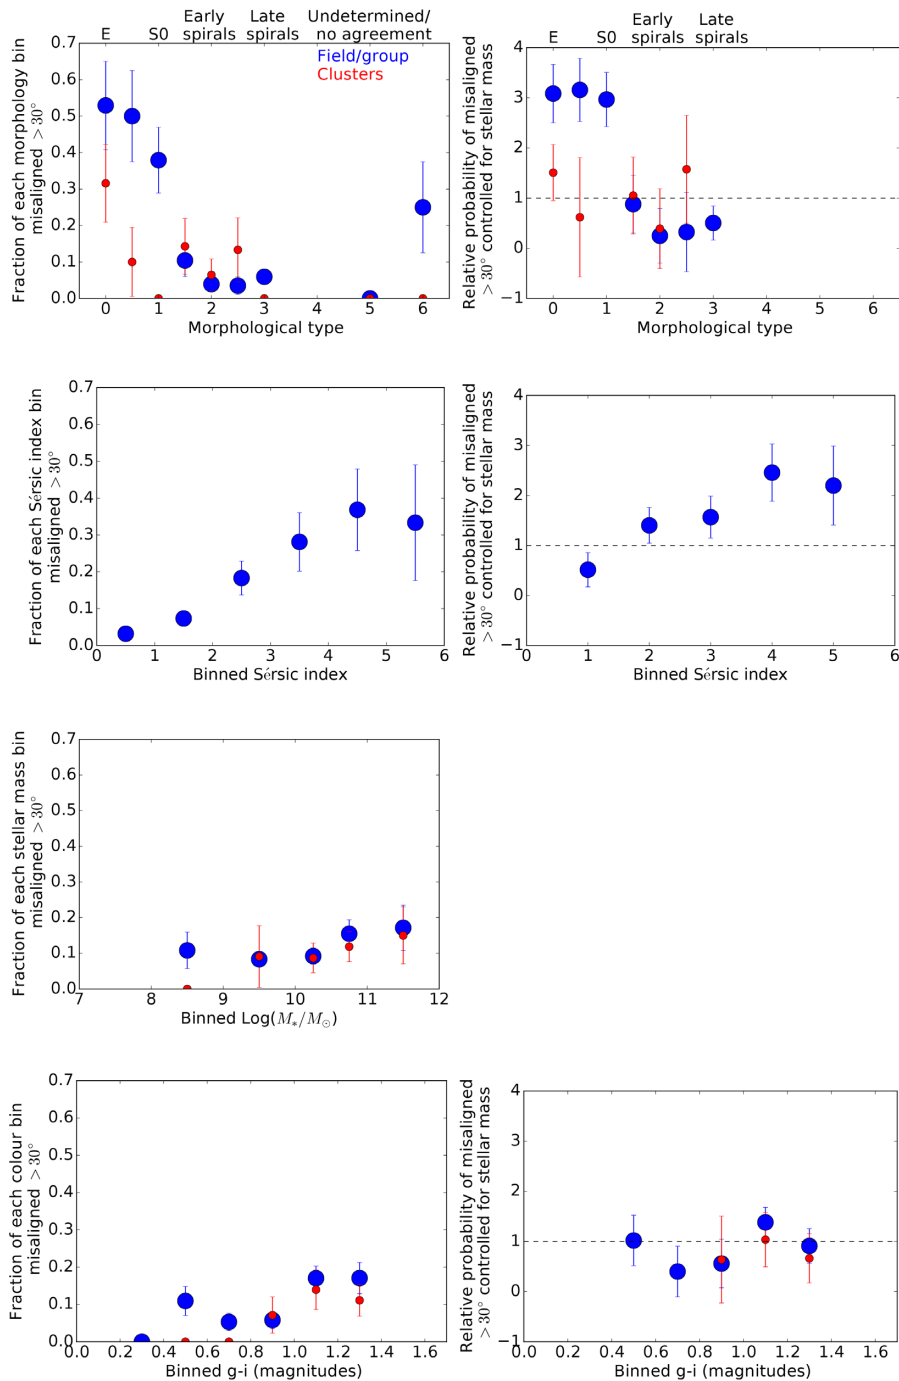 E S0 Early spirals Late spirals Undetermined/ no agreement
Field/group
Clusters
Fraction of each morphology bin
misaligned >30°
0.7
0.6
0.5
0.4
0.3
0.2
0.1
0.0
0 1 2 3 4 5 6
Morphological type
E S0 Early spirals Late spirals
Relative probability of misaligned
>30° controlled for stellar mass
4
3
2
1
0
−1
0 1 2 3 4 5 6
Morphological type
Fraction of each Sérsic index bin
misaligned >30°
0.7
0.6
0.5
0.4
0.3
0.2
0.1
0.0
0 1 2 3 4 5 6
Binned Sérsic index
Relative probability of misaligned
>30° controlled for stellar mass
4
3
2
1
0
−1
0 1 2 3 4 5 6
Binned Sérsic index
Fraction of each stellar mass bin
misaligned >30°
0.7
0.6
0.5
0.4
0.3
0.2
0.1
0.0
7 8 9 10 11 12
Binned Log(M*/M⊙)
Fraction of each colour bin
misaligned >30°
0.7
0.6
0.5
0.4
0.3
0.2
0.1
0.0
0.0 0.2 0.4 0.6 0.8 1.0 1.2 1.4 1.6
Binned g-i (magnitudes)
Relative probability of misaligned
>30° controlled for stellar mass
4
3
2
1
0
−1
0.0 0.2 0.4 0.6 0.8 1.0 1.2 1.4 1.6
Binned g-i (magnitudes)